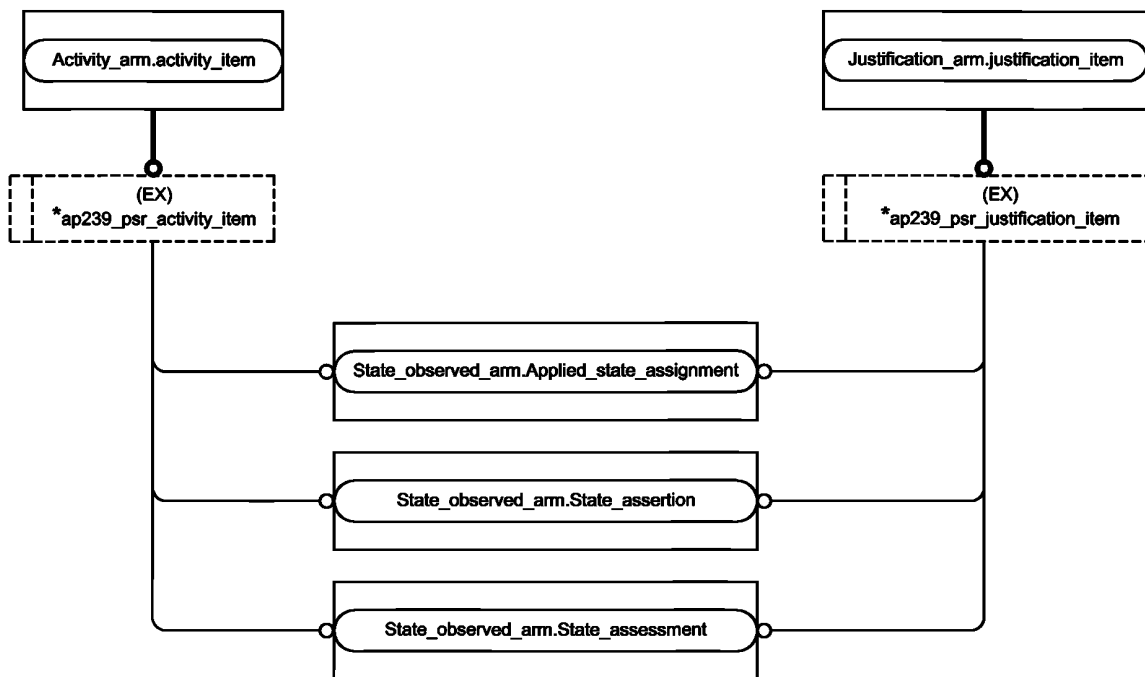 Activity_arm.activity_item
Justification_arm.justification_item
(EX)
*ap239_psr_activity_item
(EX)
*ap239_psr_justification_item
State_observed_arm.Applied_state_assignment
State_observed_arm.State_assertion
State_observed_arm.State_assessment